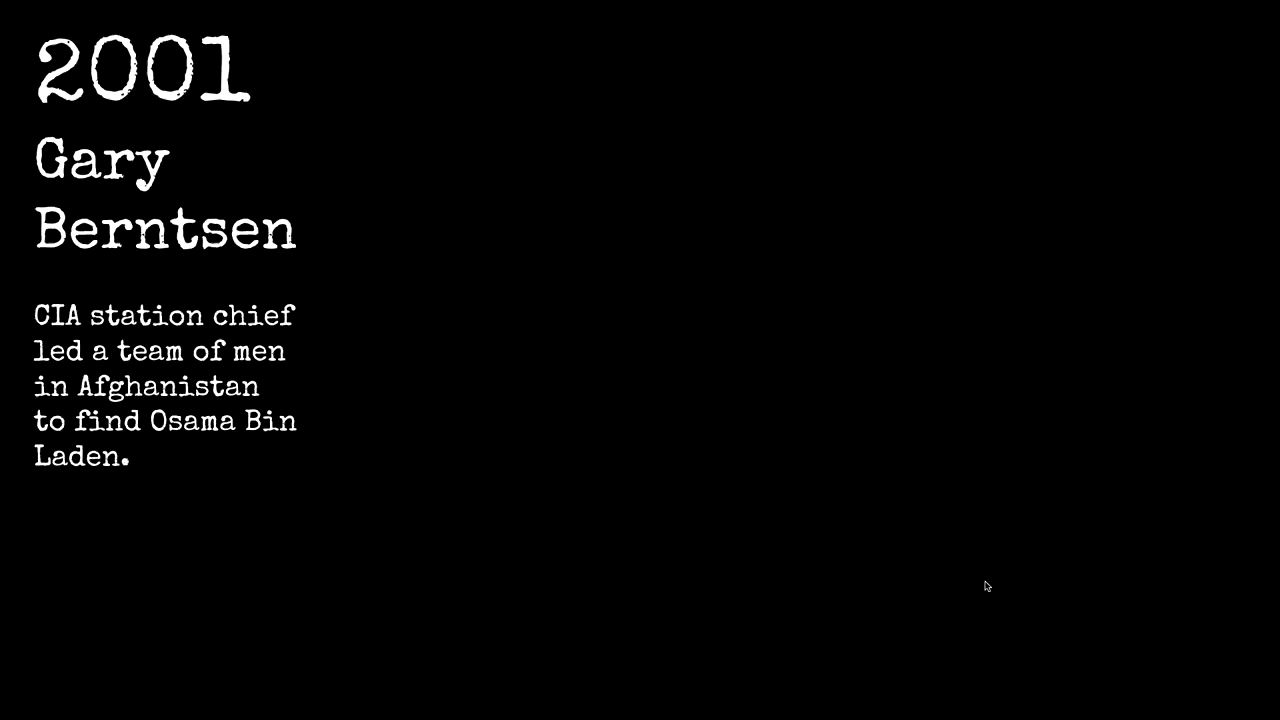 2001
Gary
Berntsen
CIA station chief
led a team of men
in Afghanistan
to find Osama Bin
Laden.